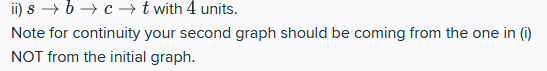 ii) s → b → c → t with 4 units.
Note for continuity your second graph should be coming from the one in (i)
NOT from the initial graph.